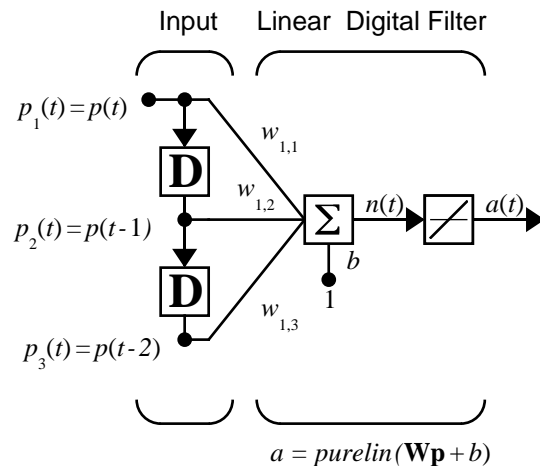 Input Linear Digital Filter
p₁(t) = p(t)
w₁,₁
D
w₁,₂
n(t) a(t)
Σ
p₂(t) = p(t-1)
b
D
1
w₁,₃
p₃(t) = p(t-2)
a = purelin(Wp + b)